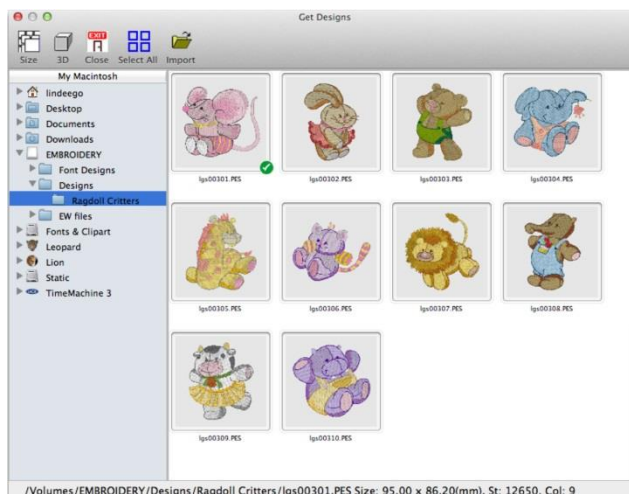 Get Designs
EXIT
Size 3D Close Select All Import
My Macintosh
lindeego
Desktop
Documents
Downloads
EMBROIDERY
Font Designs
Designs
Ragdoll Critters
EW files
Fonts & Clipart
Leopard
Lion
Static
TimeMachine 3
lgs00301.PES lgs00302.PES lgs00303.PES lgs00304.PES
lgs00305.PES lgs00306.PES lgs00307.PES lgs00308.PES
lgs00309.PES lgs00310.PES
/Volumes/EMBROIDERY/Designs/Ragdoll Critters/lgs00301.PES Size: 95.00 x 86.20(mm), St: 12650, Col: 9